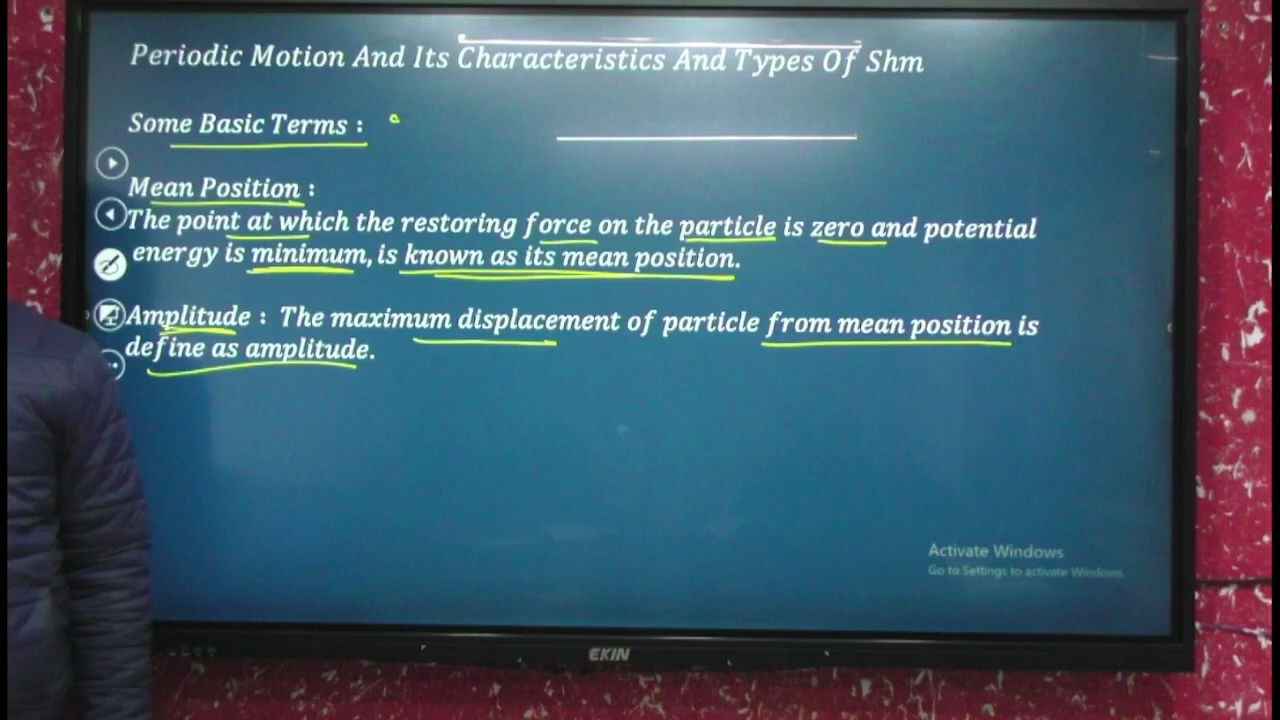 Periodic Motion And Its Characteristics And Types Of Shm
Some Basic Terms :
Mean Position :
The point at which the restoring force on the particle is zero and potential
energy is minimum, is known as its mean position.
Amplitude : The maximum displacement of particle from mean position is
define as amplitude.
Activate Windows
Go to Settings to activate Windows.
EKIN